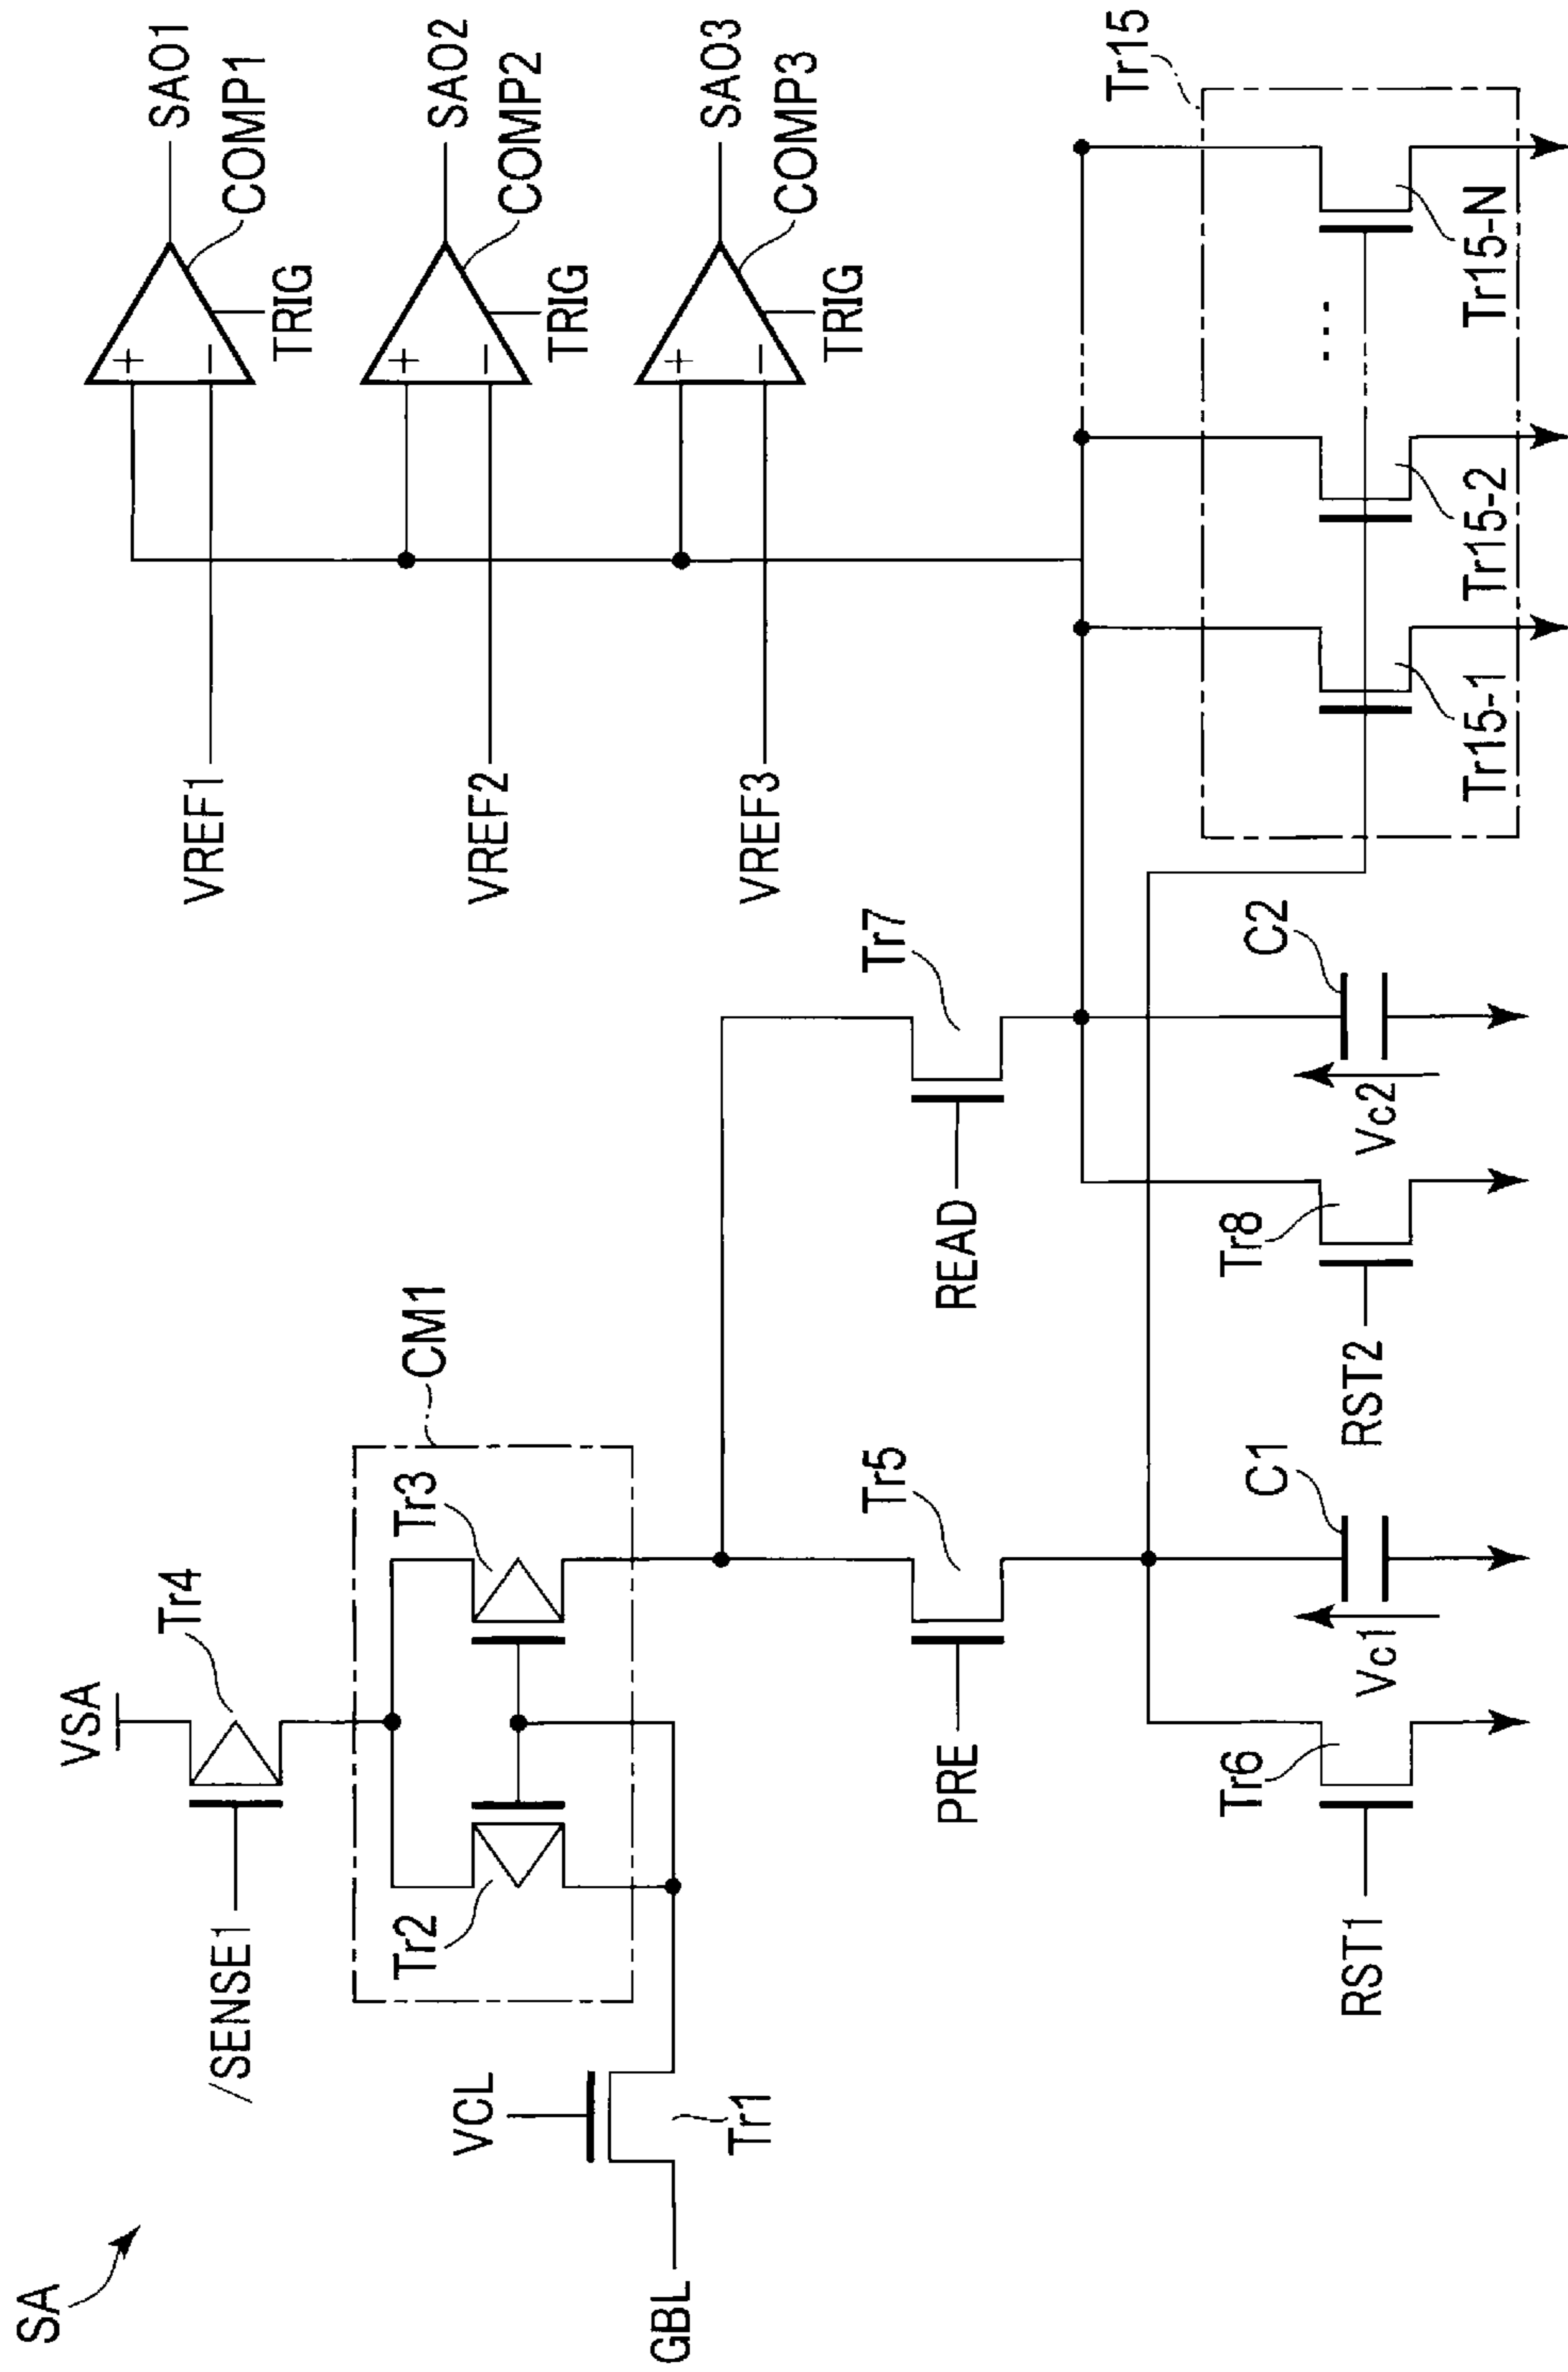 SA
VSA
Tr4
/SENSE1
CM1
Tr2
Tr3
VCL
Tr1
GBL
PRE
Tr5
READ
Tr7
RST1
Tr6
Vc1
C1
RST2
Tr8
Vc2
C2
VREF1
+
−
TRIG
SAO1
COMP1
VREF2
+
−
TRIG
SAO2
COMP2
VREF3
+
−
TRIG
SAO3
COMP3
Tr15
Tr15-1
Tr15-2
...
Tr15-N